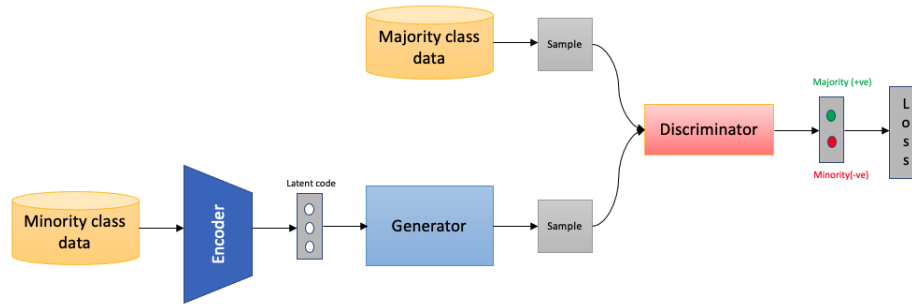 Majority class
data
Sample
Majority (+ve)
Discriminator
L
o
s
s
Minority(-ve)
Latent code
Minority class
data
Encoder
Generator
Sample